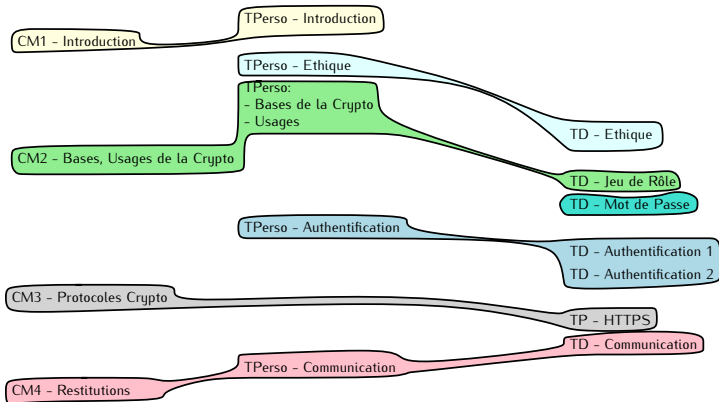 TPerso - Introduction
CM1 - Introduction
TPerso - Ethique
TPerso:
- Bases de la Crypto
- Usages
TD - Ethique
CM2 - Bases, Usages de la Crypto
TD - Jeu de Rôle
TD - Mot de Passe
TPerso - Authentification
TD - Authentification 1
TD - Authentification 2
CM3 - Protocoles Crypto
TP - HTTPS
TD - Communication
TPerso - Communication
CM4 - Restitutions